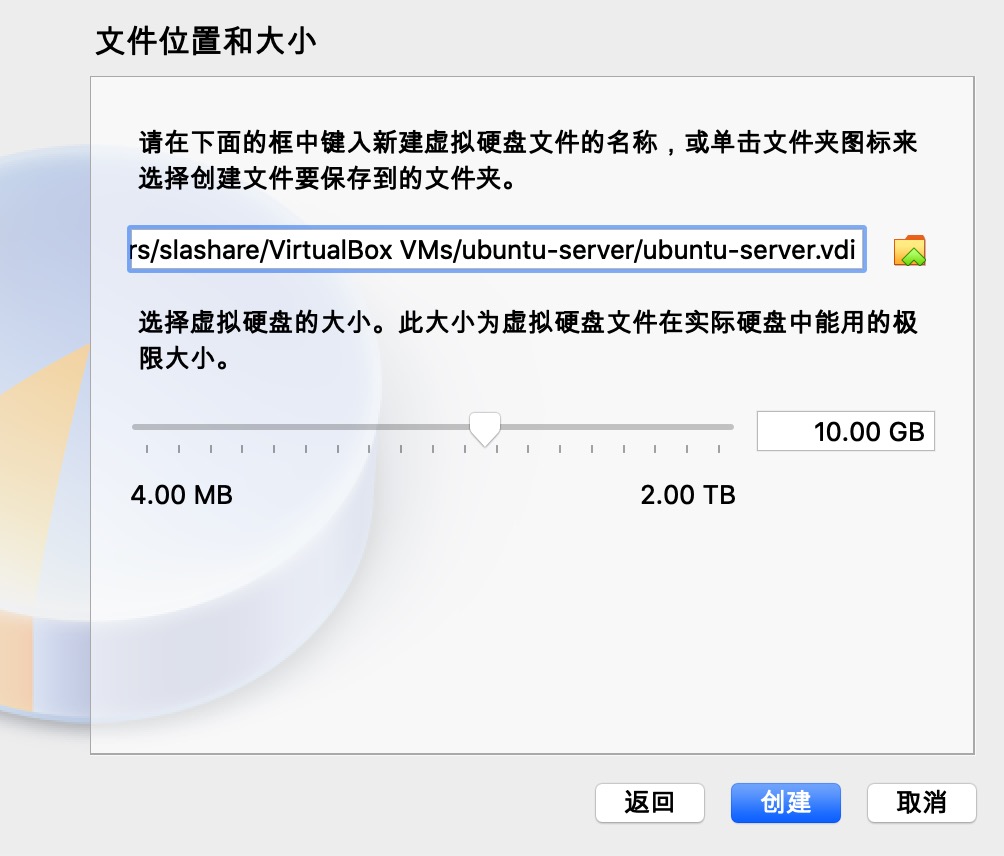 文件位置和大小
请在下面的框中键入新建虚拟硬盘文件的名称，或单击文件夹图标来
选择创建文件要保存到的文件夹。
rs/slashare/VirtualBox VMs/ubuntu-server/ubuntu-server.vdi
选择虚拟硬盘的大小。此大小为虚拟硬盘文件在实际硬盘中能用的极
限大小。
10.00 GB
4.00 MB
2.00 TB
返回
创建
取消